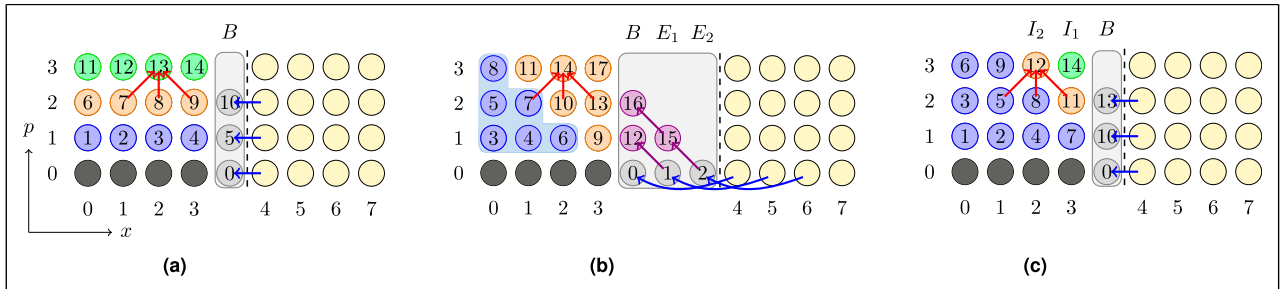 B
3 11 12 13 14
2 6 7 8 9 10
p
1 1 2 3 4 5
0 0
0 1 2 3 4 5 6 7
x
(a)
B E₁ E₂
3 8 11 14 17
2 5 7 10 13 16
1 3 4 6 9 12 15
0 0 1 2
0 1 2 3 4 5 6 7
(b)
I₂ I₁ B
3 6 9 12 14
2 3 5 8 11 13
1 1 2 4 7 10
0 0
0 1 2 3 4 5 6 7
(c)